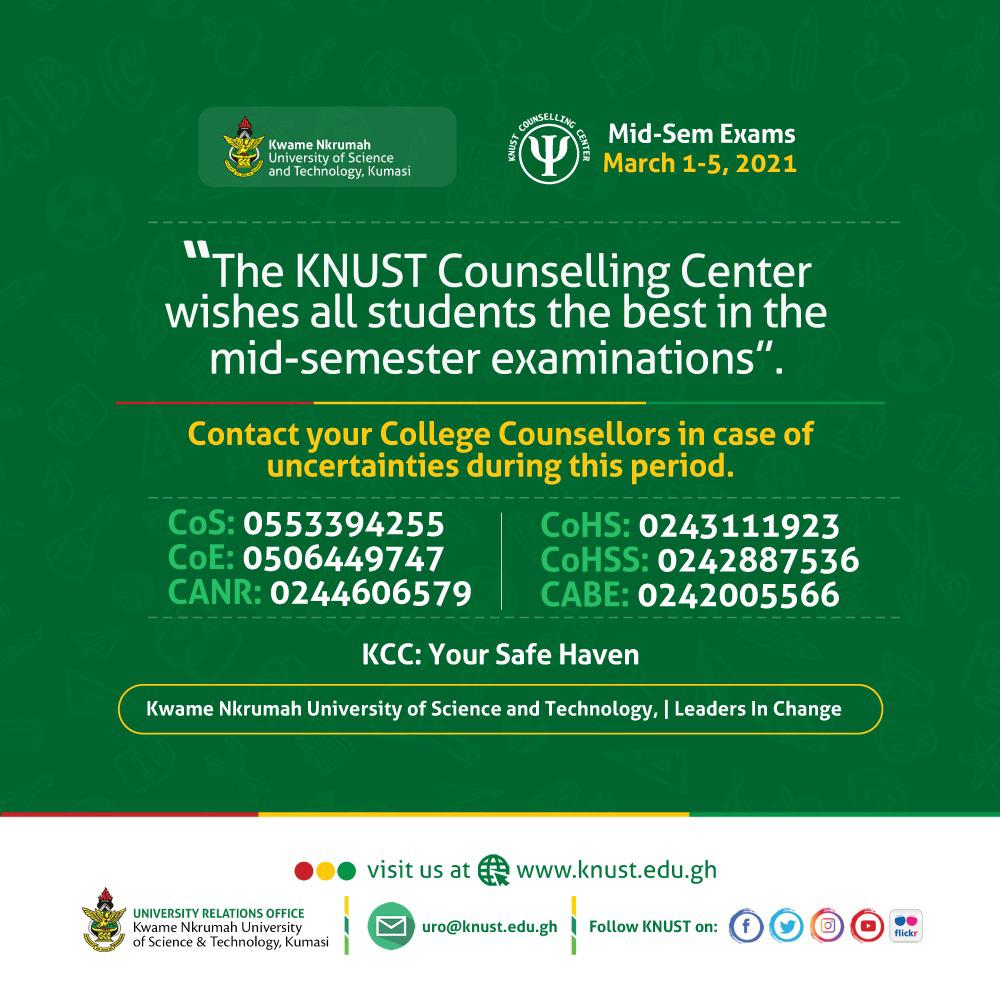 Kwame Nkrumah
University of Science
and Technology, Kumasi
KNUST COUNSELLING CENTER
Ψ
Mid-Sem Exams
March 1-5, 2021
“The KNUST Counselling Center
wishes all students the best in the
mid-semester examinations”.
Contact your College Counsellors in case of
uncertainties during this period.
CoS: 0553394255
CoE: 0506449747
CANR: 0244606579
CoHS: 0243111923
CoHSS: 0242887536
CABE: 0242005566
KCC: Your Safe Haven
Kwame Nkrumah University of Science and Technology, | Leaders In Change
visit us at www.knust.edu.gh
UNIVERSITY RELATIONS OFFICE
Kwame Nkrumah University
of Science & Technology, Kumasi
uro@knust.edu.gh
Follow KNUST on:
flickr